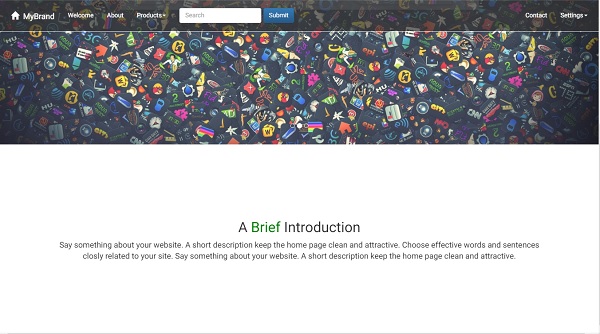 MyBrand Welcome About Products Search Submit Contact Settings
A Brief Introduction
Say something about your website. A short description keep the home page clean and attractive. Choose effective words and sentences
closly related to your site. Say something about your website. A short description keep the home page clean and attractive.